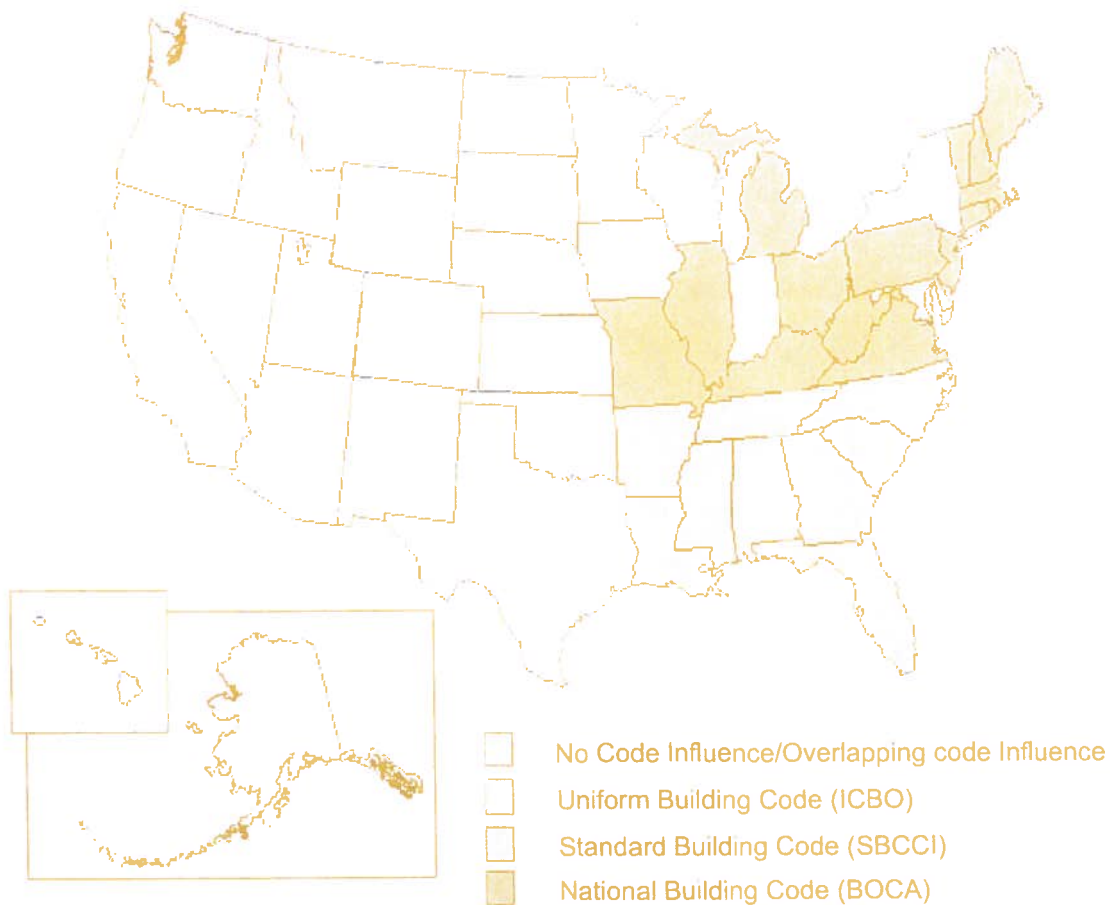 No Code Influence/Overlapping code Influence
Uniform Building Code (ICBO)
Standard Building Code (SBCCI)
National Building Code (BOCA)